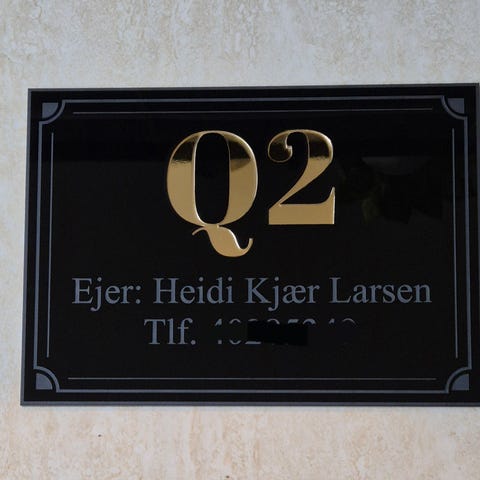 Q2
Ejer: Heidi Kjær Larsen
Tlf.